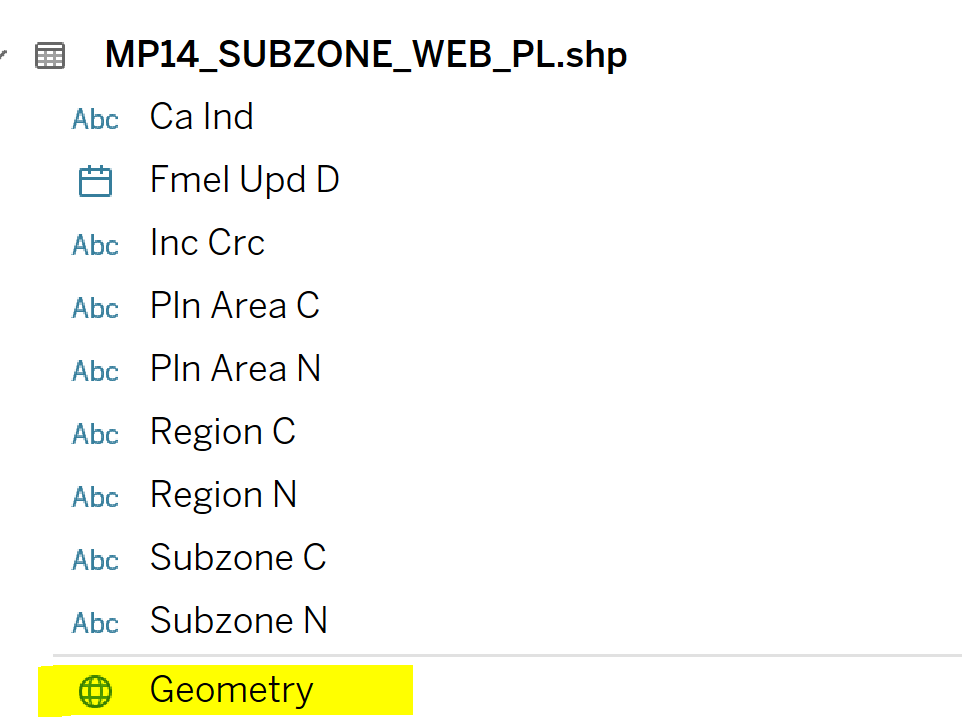 MP14_SUBZONE_WEB_PL.shp
Abc Ca Ind
Fmel Upd D
Abc Inc Crc
Abc Pln Area C
Abc Pln Area N
Abc Region C
Abc Region N
Abc Subzone C
Abc Subzone N
Geometry